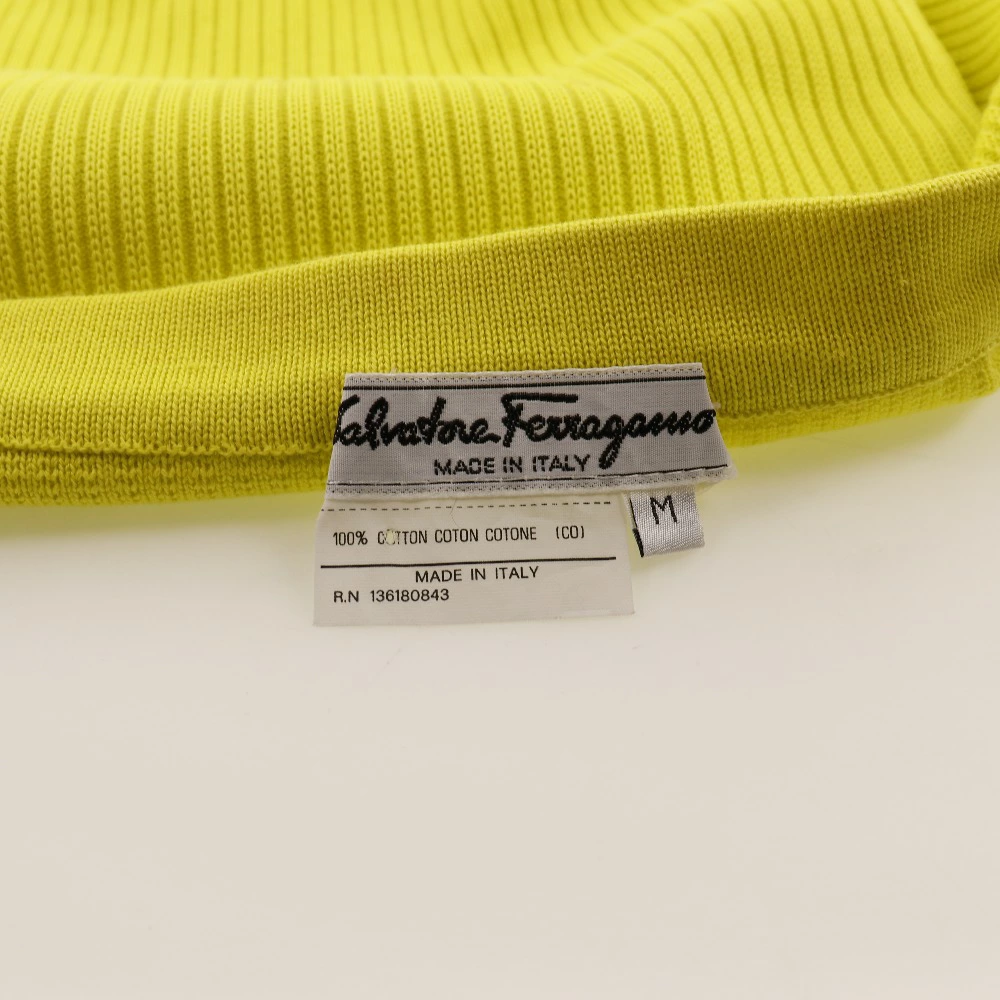 Salvatore Ferragamo
MADE IN ITALY
M
100% COTTON COTON COTONE (CO)
MADE IN ITALY
R.N 136180843